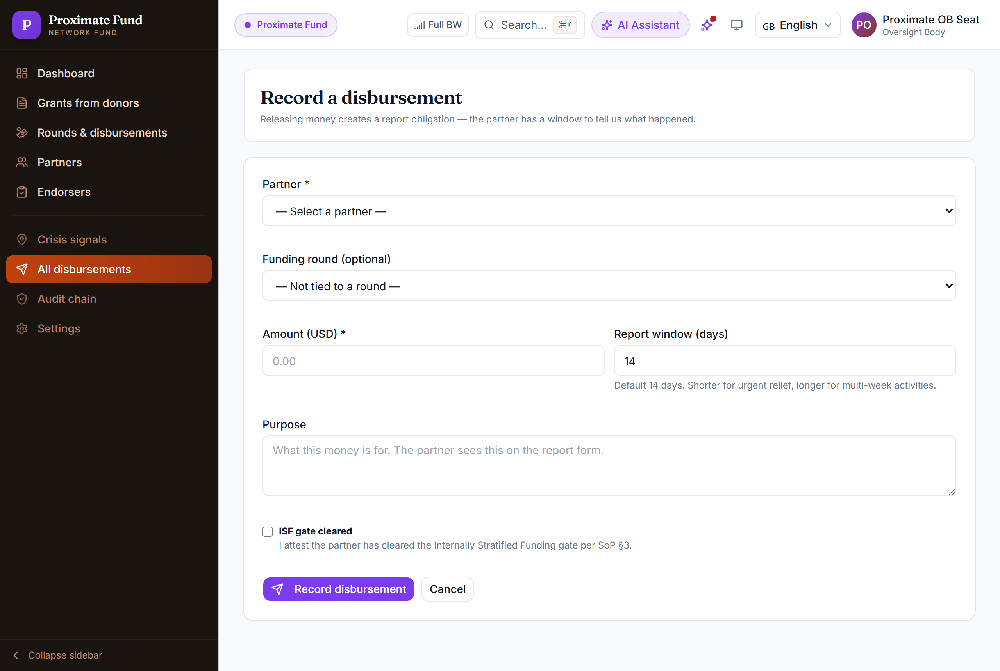 P
Proximate Fund
NETWORK FUND
Dashboard
Grants from donors
Rounds & disbursements
Partners
Endorsers
Crisis signals
All disbursements
Audit chain
Settings
Collapse sidebar
Proximate Fund
Full BW
Search...
⌘K
AI Assistant
GB English
PO
Proximate OB Seat
Oversight Body
Record a disbursement
Releasing money creates a report obligation — the partner has a window to tell us what happened.
Partner *
— Select a partner —
Funding round (optional)
— Not tied to a round —
Amount (USD) *
0.00
Report window (days)
14
Default 14 days. Shorter for urgent relief, longer for multi-week activities.
Purpose
What this money is for. The partner sees this on the report form.
ISF gate cleared
I attest the partner has cleared the Internally Stratified Funding gate per SoP §3.
Record disbursement
Cancel